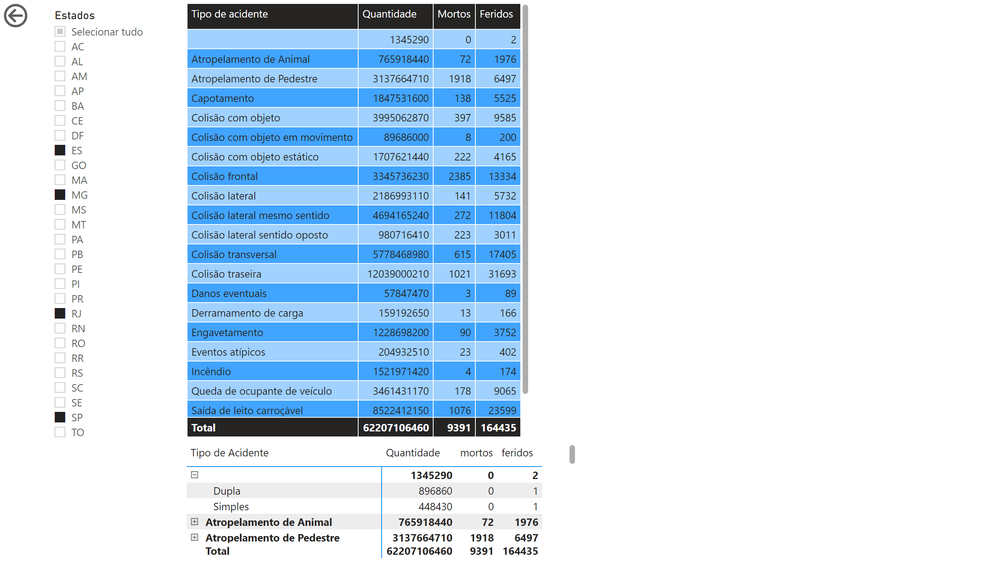 Estados
Selecionar tudo
AC
AL
AM
AP
BA
CE
DF
ES
GO
MA
MG
MS
MT
PA
PB
PE
PI
PR
RJ
RN
RO
RR
RS
SC
SE
SP
TO
Tipo de acidente Quantidade Mortos Feridos
1345290 0 2
Atropelamento de Animal 765918440 72 1976
Atropelamento de Pedestre 3137664710 1918 6497
Capotamento 1847531600 138 5525
Colisão com objeto 3995062870 397 9585
Colisão com objeto em movimento 89686000 8 200
Colisão com objeto estático 1707621440 222 4165
Colisão frontal 3345736230 2385 13334
Colisão lateral 2186993110 141 5732
Colisão lateral mesmo sentido 4694165240 272 11804
Colisão lateral sentido oposto 980716410 223 3011
Colisão transversal 5778468980 615 17405
Colisão traseira 12039000210 1021 31693
Danos eventuais 57847470 3 89
Derramamento de carga 159192650 13 166
Engavetamento 1228698200 90 3752
Eventos atípicos 204932510 23 402
Incêndio 1521971420 4 174
Queda de ocupante de veículo 3461431170 178 9065
Saída de leito carroçável 8522412150 1076 23599
Total 62207106460 9391 164435
Tipo de Acidente Quantidade mortos feridos
1345290 0 2
Dupla 896860 0 1
Simples 448430 0 1
Atropelamento de Animal 765918440 72 1976
Atropelamento de Pedestre 3137664710 1918 6497
Total 62207106460 9391 164435